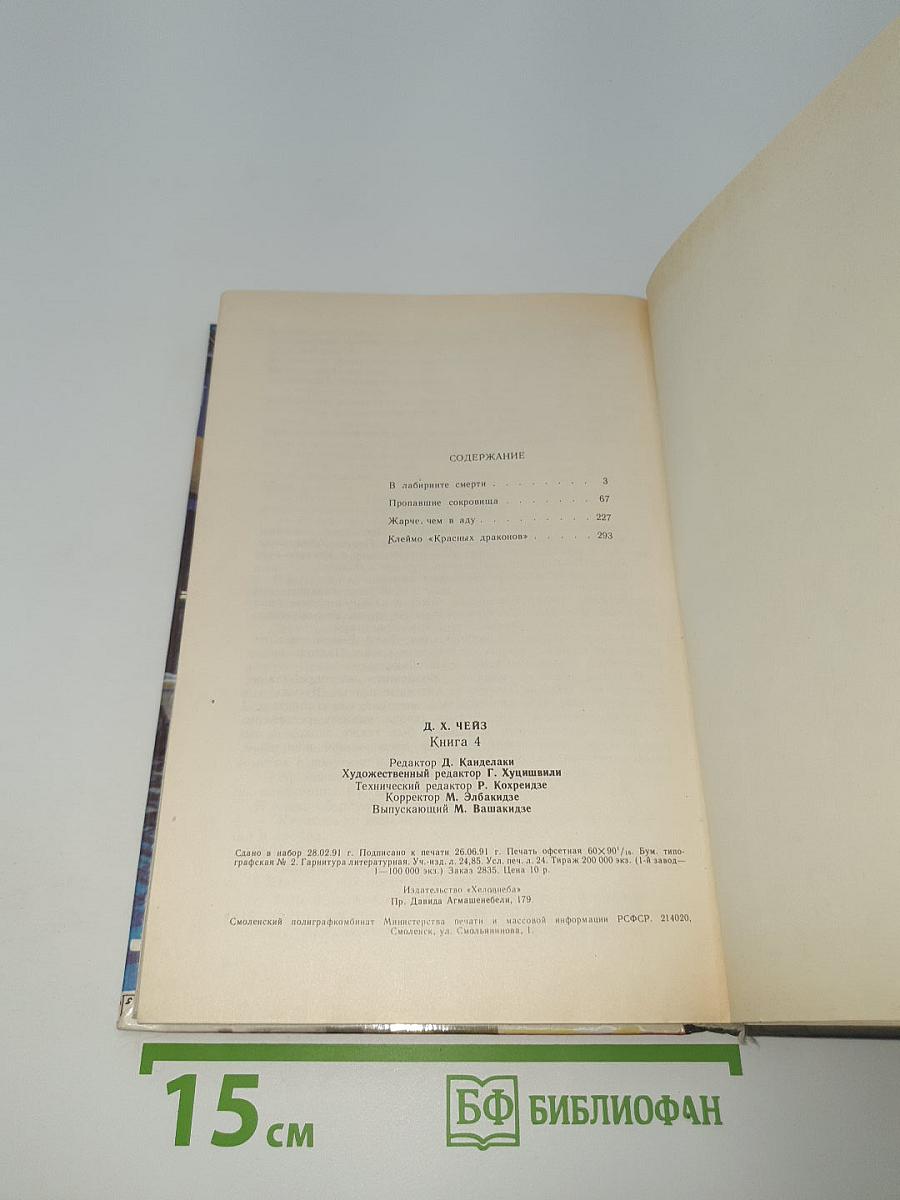 СОДЕРЖАНИЕ
В лабиринте смерти . . . . . . . . 3
Пропавшие сокровища . . . . . . . 67
Жарче, чем в аду . . . . . . . . . 227
Клеймо «Красных драконов» . . . . . 293
Д. Х. ЧЕЙЗ
Книга 4
Редактор Д. Канделаки
Художественный редактор Г. Хуцишвили
Технический редактор Р. Кохреидзе
Корректор М. Элбакидзе
Выпускающий М. Вашакидзе
Сдано в набор 28.02.91 г. Подписано к печати 26.06.91 г. Печать офсетная 60×90¹/₁₆. Бум. типо-
графская № 2. Гарнитура литературная. Уч.-изд. л. 24,85. Усл. печ. л. 24. Тираж 200 000 экз. (1-й завод—
1—100 000 экз.) Заказ 2835. Цена 10 р.
Издательство «Хеловнеба»
Пр. Давида Агмашенебели, 179.
Смоленский полиграфкомбинат Министерства печати и массовой информации РСФСР. 214020,
Смоленск, ул. Смольянинова, 1.
15 см
БФ БИБЛИОФАН